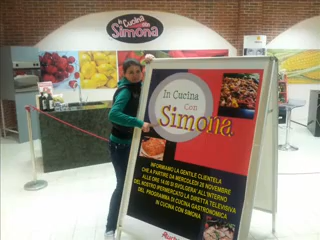 in Cucina
con
Simona
In Cucina
Con
Simona
INFORMIAMO LA GENTILE CLIENTELA
CHE A PARTIRE DA MERCOLEDI 28 NOVEMBRE
ALLE ORE 14:30 SI SVOLGERA' ALL'INTERNO
DEL NOSTRO IPERMERCATO LA DIRETTA TELEVISIVA
DEL PROGRAMMA DI CUCINA GASTRONOMICA
IN CUCINA CON SIMONA
Auchan